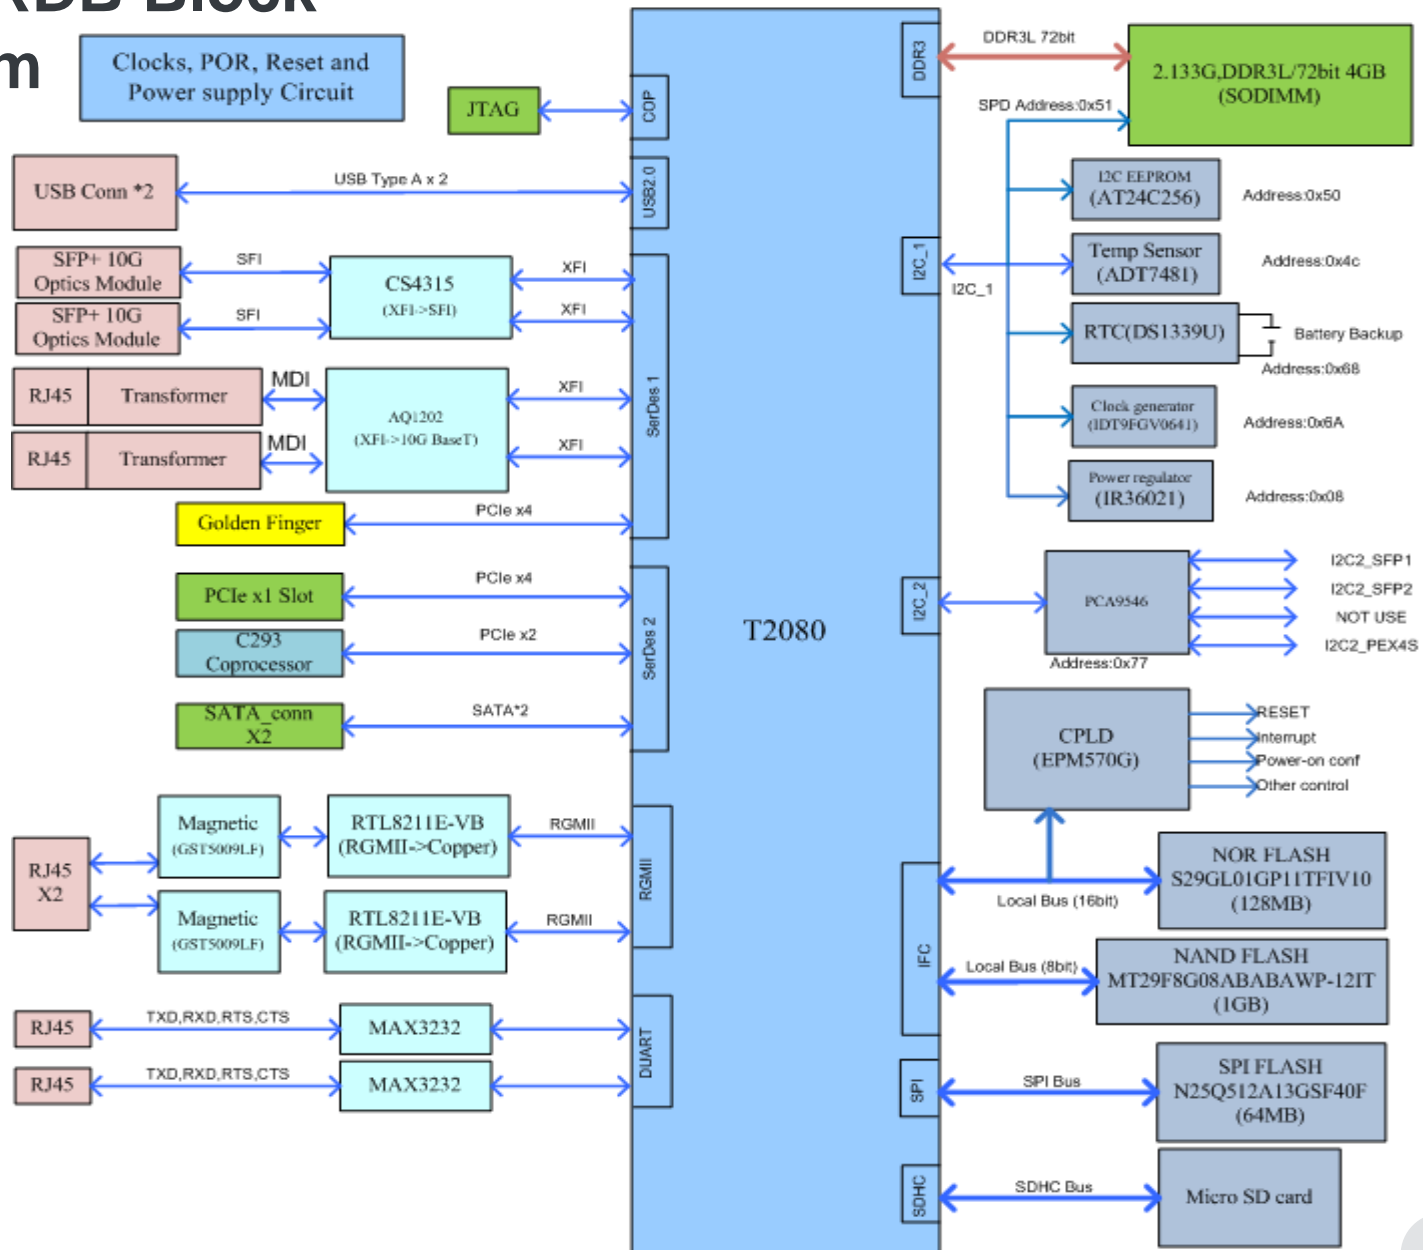 RDB Block
m
Clocks, POR, Reset and
Power supply Circuit
JTAG
COP
USB Conn *2
USB Type A x 2
USB2.0
SFP+ 10G
Optics Module
SFI
SFP+ 10G
Optics Module
SFI
CS4315
(XFI->SFI)
XFI
XFI
RJ45
Transformer
MDI
RJ45
Transformer
MDI
AQ1202
(XFI->10G BaseT)
XFI
XFI
SerDes 1
Golden Finger
PCIe x4
PCIe x1 Slot
PCIe x4
C293
Coprocessor
PCIe x2
SATA_conn
X2
SATA*2
SerDes 2
RJ45
X2
Magnetic
(GST5009LF)
RTL8211E-VB
(RGMII->Copper)
RGMII
Magnetic
(GST5009LF)
RTL8211E-VB
(RGMII->Copper)
RGMII
RGMII
RJ45
TXD,RXD,RTS,CTS
MAX3232
RJ45
TXD,RXD,RTS,CTS
MAX3232
DUART
T2080
DDR3
DDR3L 72bit
2.133G,DDR3L/72bit 4GB
(SODIMM)
SPD Address:0x51
I2C EEPROM
(AT24C256)
Address:0x50
I2C_1
I2C_1
Temp Sensor
(ADT7481)
Address:0x4c
RTC(DS1339U)
Battery Backup
Address:0x68
Clock generator
(IDT9FGV0641)
Address:0x6A
Power regulator
(IR36021)
Address:0x08
I2C_2
PCA9546
Address:0x77
I2C2_SFP1
I2C2_SFP2
NOT USE
I2C2_PEX4S
CPLD
(EPM570G)
RESET
Interrupt
Power-on conf
Other control
IFC
Local Bus (16bit)
NOR FLASH
S29GL01GP11TFIV10
(128MB)
Local Bus (8bit)
NAND FLASH
MT29F8G08ABABAWP-12IT
(1GB)
SPI
SPI Bus
SPI FLASH
N25Q512A13GSF40F
(64MB)
SDHC
SDHC Bus
Micro SD card